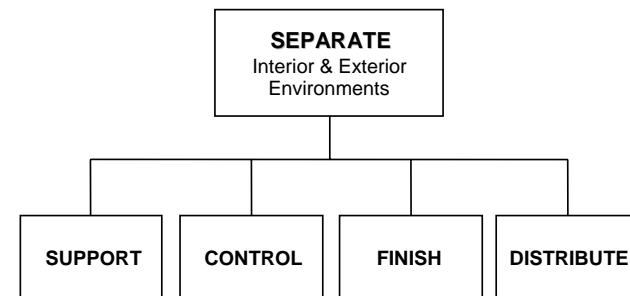 SEPARATE
Interior & Exterior
Environments
SUPPORT
CONTROL
FINISH
DISTRIBUTE